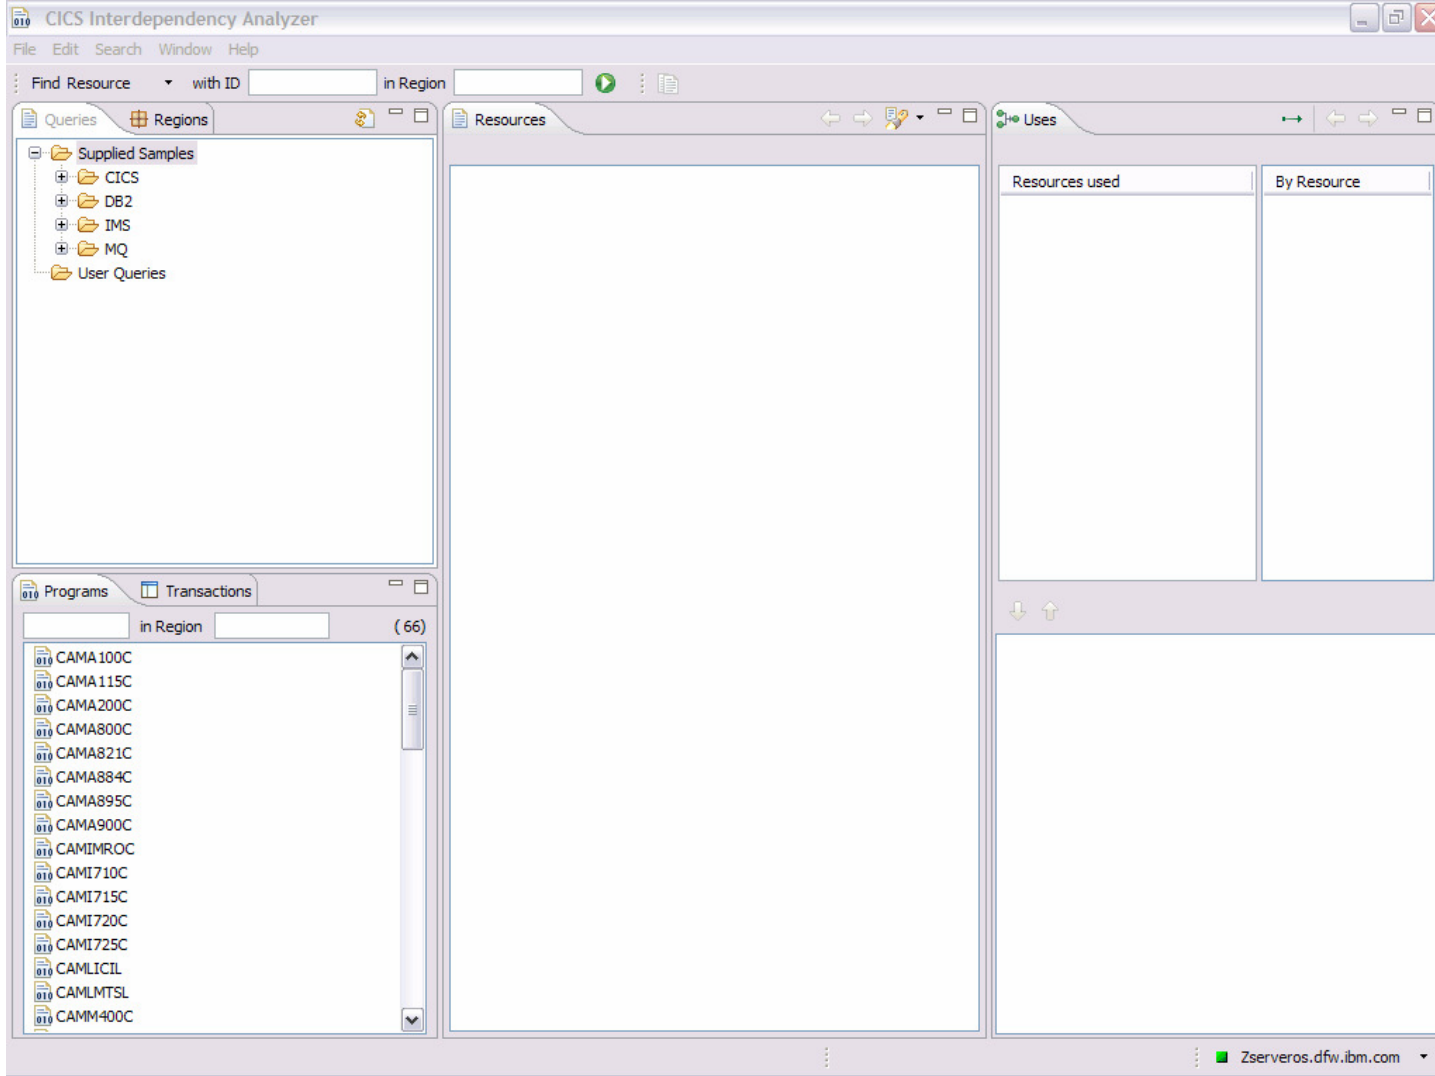 CICS Interdependency Analyzer
File Edit Search Window Help
Find Resource with ID in Region
Queries Regions
Supplied Samples
CICS
DB2
IMS
MQ
User Queries
Programs Transactions
in Region (66)
CAMA100C
CAMA115C
CAMA200C
CAMA800C
CAMA821C
CAMA884C
CAMA895C
CAMA900C
CAMIMROC
CAMI710C
CAMI715C
CAMI720C
CAMI725C
CAMLICIL
CAMLMTSL
CAMM400C
Resources
Uses
Resources used By Resource
Zserveros.dfw.ibm.com